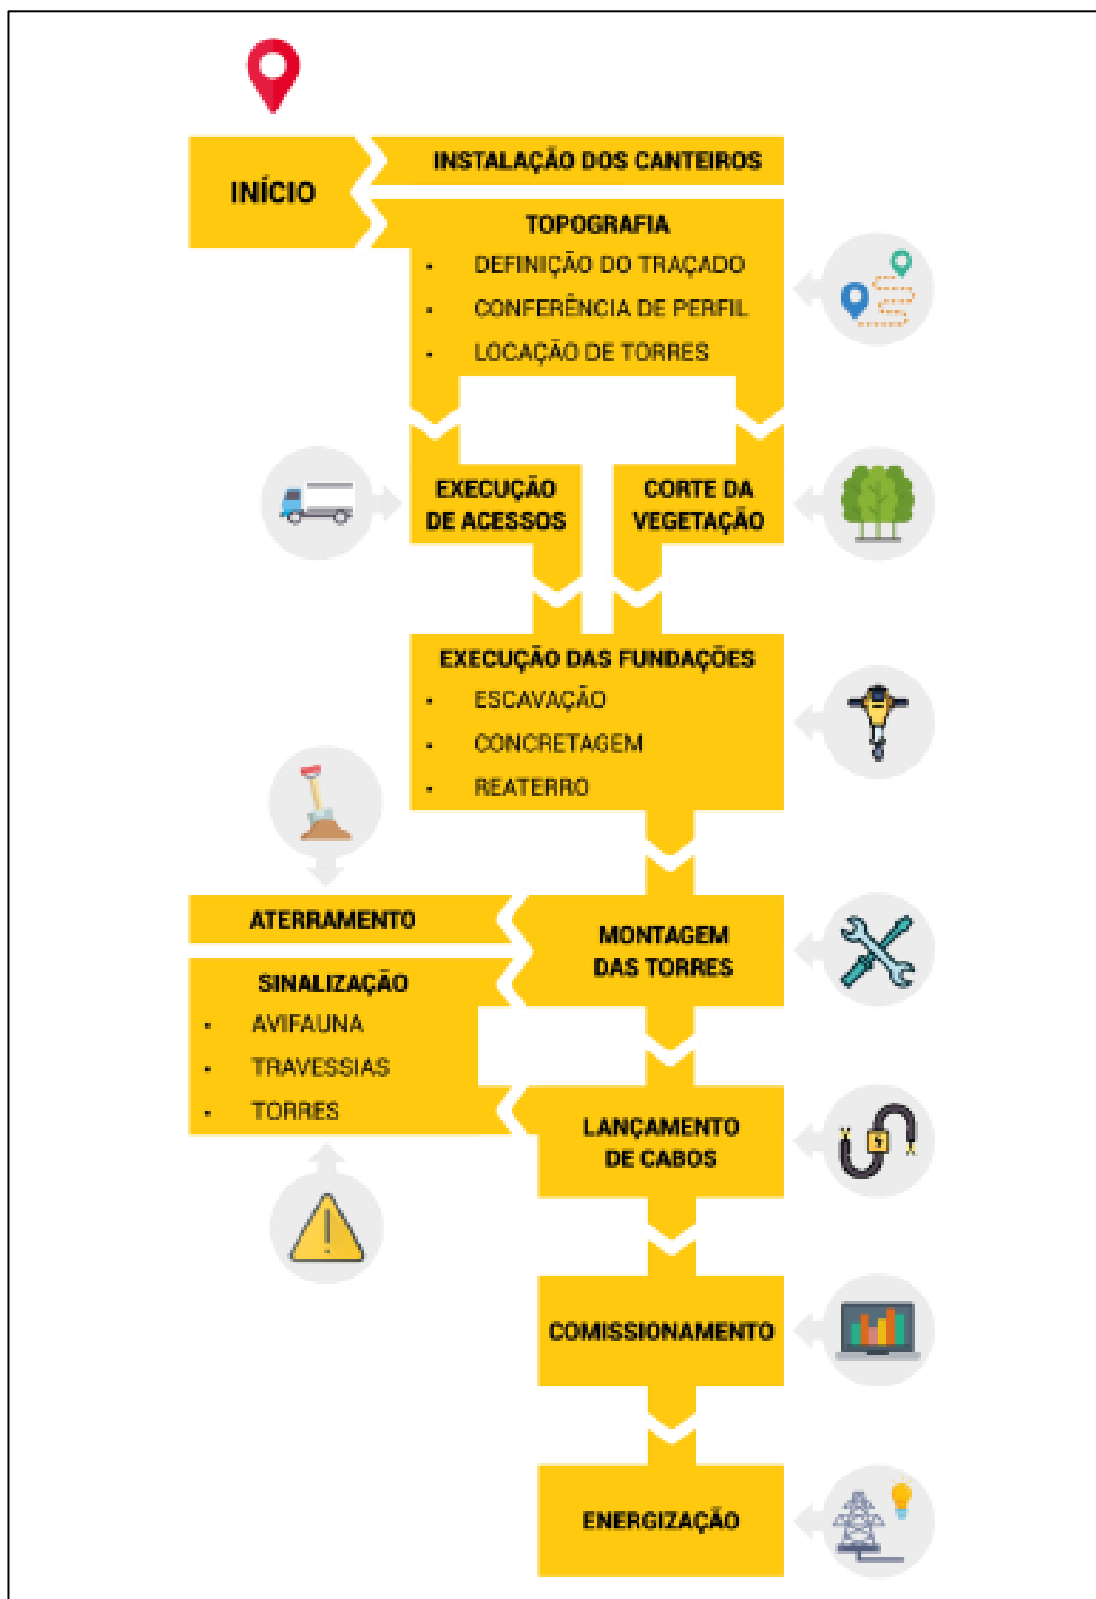 INÍCIO
INSTALAÇÃO DOS CANTEIROS
TOPOGRAFIA
• DEFINIÇÃO DO TRAÇADO
• CONFERÊNCIA DE PERFIL
• LOCAÇÃO DE TORRES
EXECUÇÃO
DE ACESSOS
CORTE DA
VEGETAÇÃO
EXECUÇÃO DAS FUNDAÇÕES
• ESCAVAÇÃO
• CONCRETAGEM
• REATERRO
ATERRAMENTO
MONTAGEM
DAS TORRES
SINALIZAÇÃO
• AVIFAUNA
• TRAVESSIAS
• TORRES
LANÇAMENTO
DE CABOS
COMISSIONAMENTO
ENERGIZAÇÃO